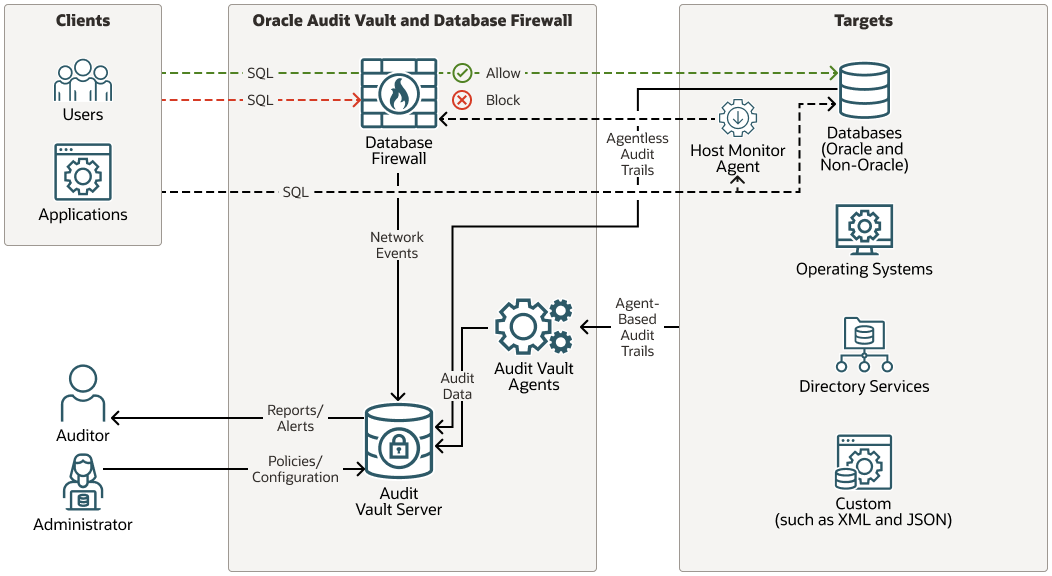 Clients
Oracle Audit Vault and Database Firewall
Targets
Users
Applications
SQL
SQL
SQL
Allow
Block
Database
Firewall
Network
Events
Agentless
Audit
Trails
Host Monitor
Agent
Databases
(Oracle and
Non-Oracle)
Operating Systems
Agent-
Based
Audit
Trails
Audit Vault
Agents
Audit
Data
Directory Services
Auditor
Reports/
Alerts
Policies/
Configuration
Administrator
Audit
Vault Server
Custom
(such as XML and JSON)